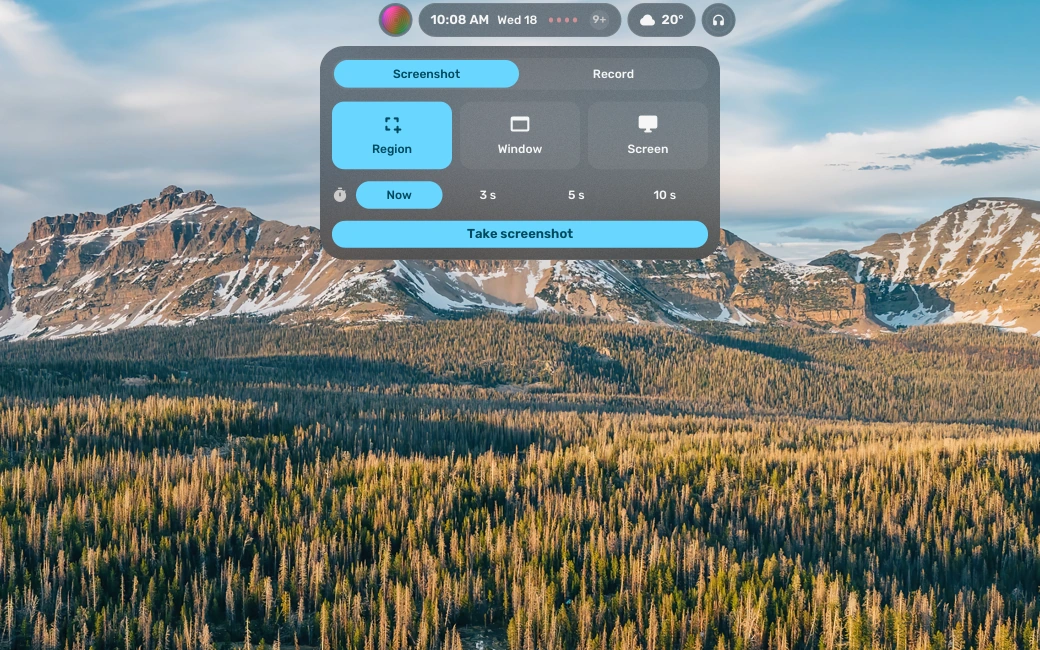 10:08 AM Wed 18 9+ 20°
Screenshot Record
Region Window Screen
Now 3 s 5 s 10 s
Take screenshot